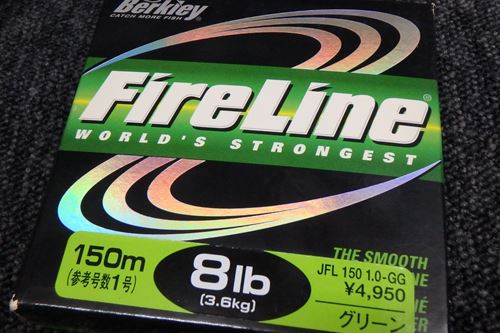 Berkley
CATCH MORE FISH
FireLine®
WORLD'S STRONGEST
150m
(参考号数1号)
8lb
(3.6kg)
THE SMOOTH
JFL 150 1.0-GG
¥4,950
グリーン